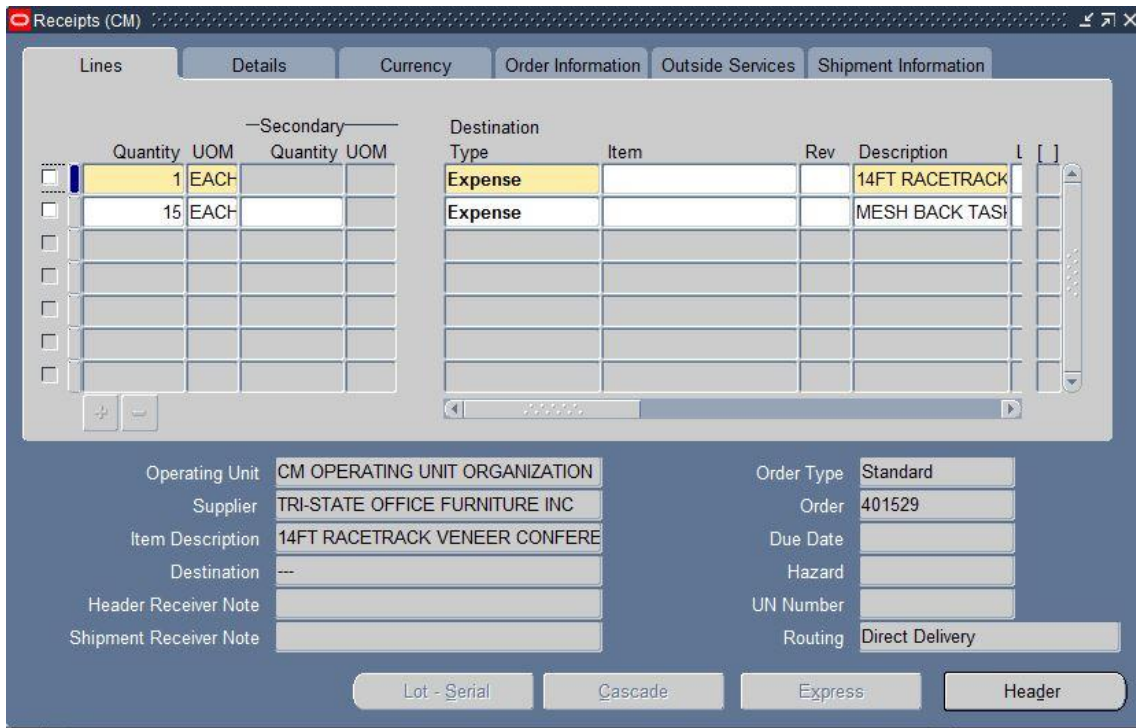 Receipts (CM)
Lines Details Currency Order Information Outside Services Shipment Information
Secondary Destination
Quantity UOM Quantity UOM Type Item Rev Description L [ ]
1 EACH Expense 14FT RACETRACK
15 EACH Expense MESH BACK TASK
Operating Unit CM OPERATING UNIT ORGANIZATION Order Type Standard
Supplier TRI-STATE OFFICE FURNITURE INC Order 401529
Item Description 14FT RACETRACK VENEER CONFERE Due Date
Destination --- Hazard
Header Receiver Note UN Number
Shipment Receiver Note Routing Direct Delivery
Lot - Serial Cascade Express Header